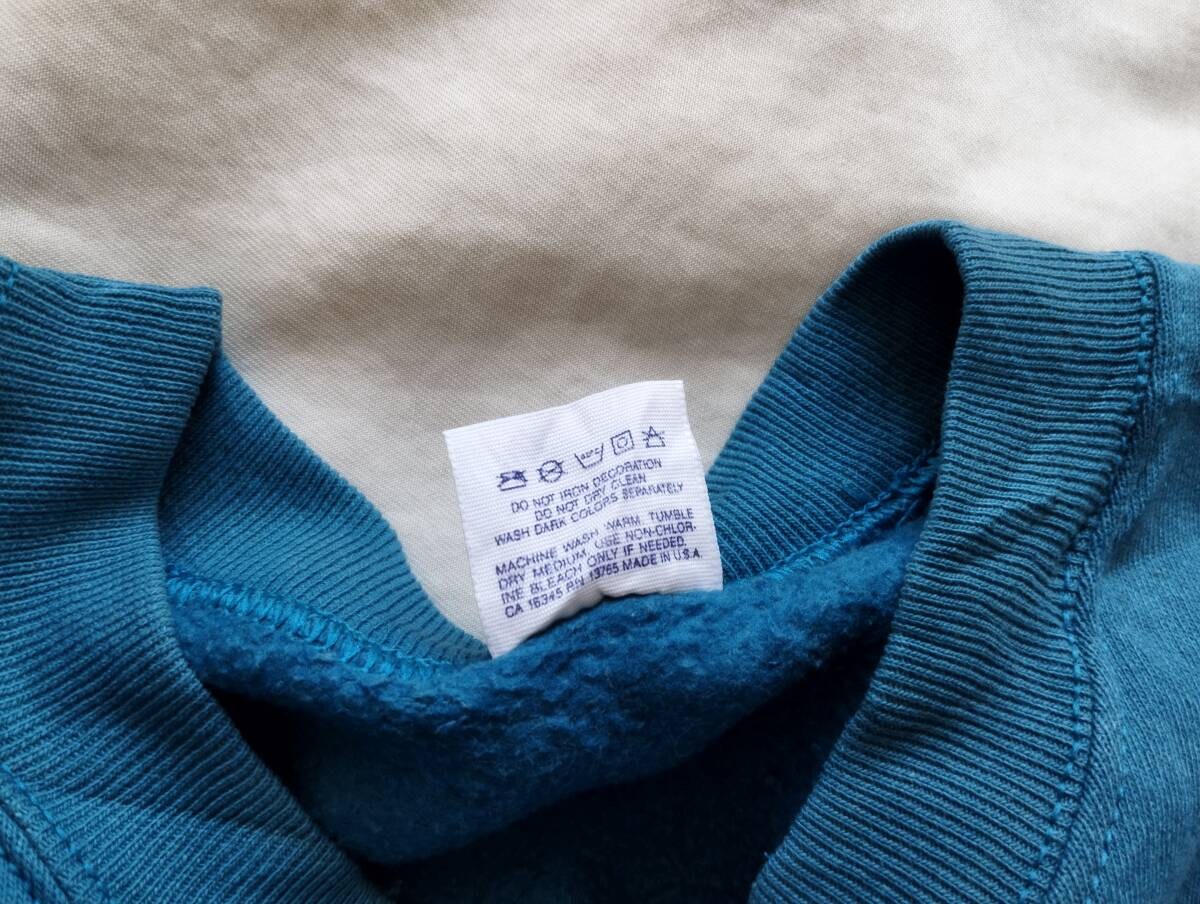 DO NOT IRON DECORATION
DO NOT DRY CLEAN
WASH DARK COLORS SEPARATELY
MACHINE WASH WARM. TUMBLE
DRY MEDIUM. USE NON-CHLOR-
INE BLEACH ONLY IF NEEDED.
CA 16345 RN 13765 MADE IN U.S.A.